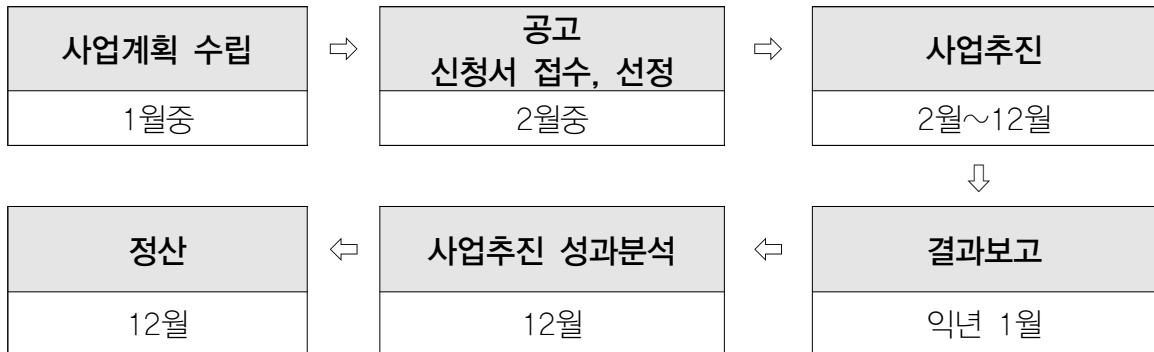 사업계획 수립
⇨
공고
신청서 접수, 선정
⇨
사업추진
1월중
2월중
2월～12월
⇩
정산
⇦
사업추진 성과분석
⇦
결과보고
12월
12월
익년 1월